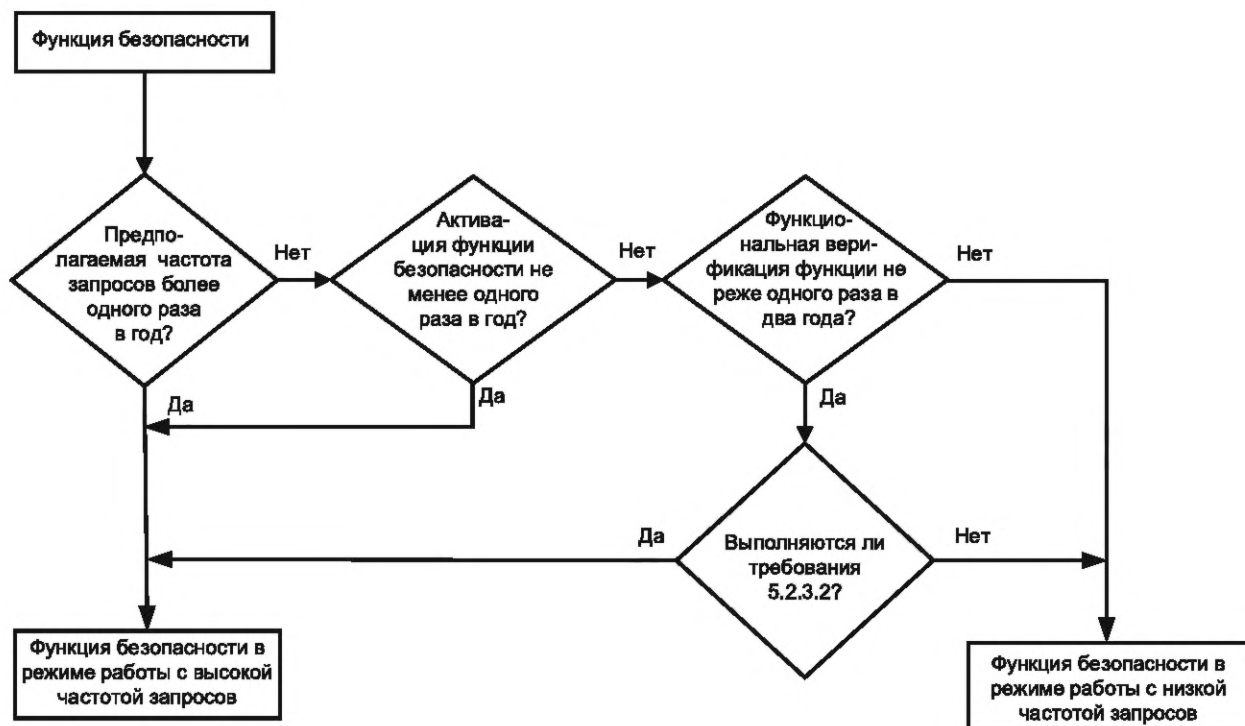 Функция безопасности
Предпо-
лагаемая частота
запросов более
одного раза
в год?
Нет
Актива-
ция функции
безопасности не
менее одного
раза в год?
Нет
Функцио-
нальная вери-
фикация функции не
реже одного раза в
два года?
Нет
Да
Да
Да
Да
Выполняются ли
требования
5.2.3.2?
Нет
Функция безопасности в
режиме работы с высокой
частотой запросов
Функция безопасности в
режиме работы с низкой
частотой запросов